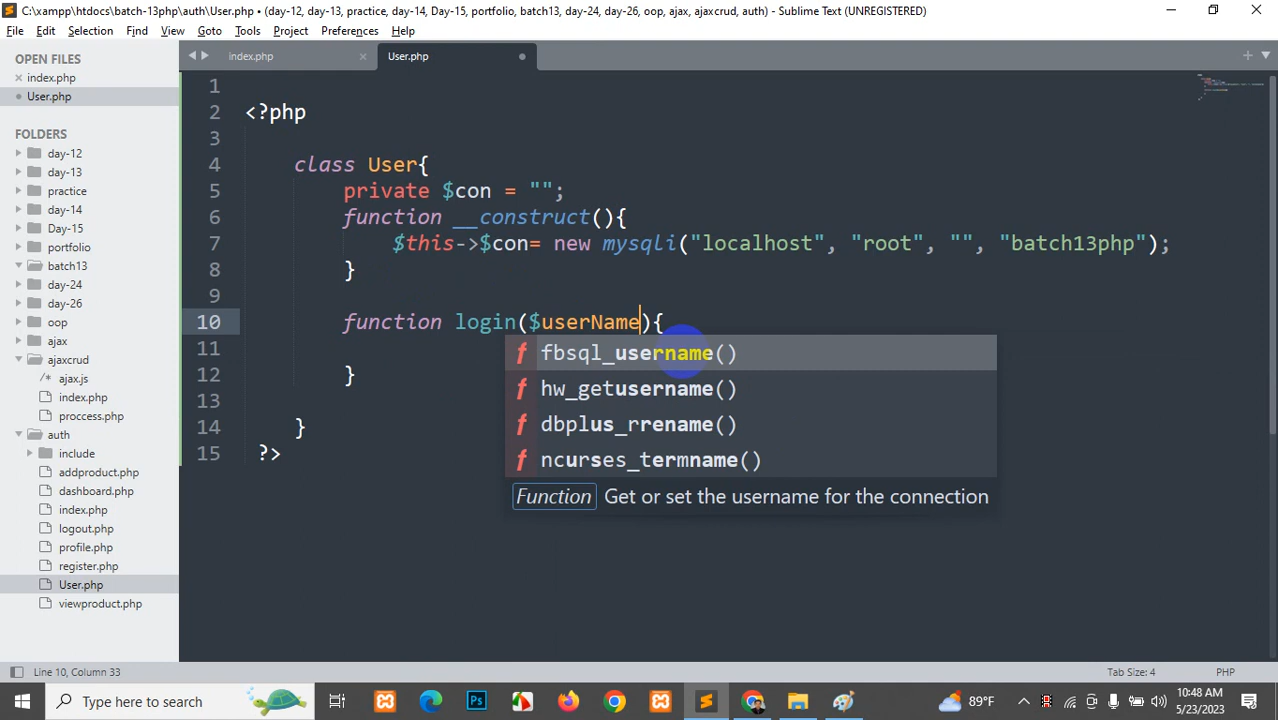 C:\xampp\htdocs\batch-13php\auth\User.php • (day-12, day-13, practice, day-14, Day-15, portfolio, batch13, day-24, day-26, oop, ajax, ajaxcrud, auth) - Sublime Text (UNREGISTERED)
File Edit Selection Find View Goto Tools Project Preferences Help
OPEN FILES
index.php
User.php
FOLDERS
day-12
day-13
practice
day-14
Day-15
portfolio
batch13
day-24
day-26
oop
ajax
ajaxcrud
/* ajax.js
index.php
proccess.php
auth
include
addproduct.php
dashboard.php
index.php
logout.php
profile.php
register.php
User.php
viewproduct.php
index.php User.php
1
2 <?php
3
4 class User{
5 private $con = "";
6 function __construct(){
7 $this->$con= new mysqli("localhost", "root", "", "batch13php");
8 }
9
10 function login($userName){
11
12 }
13
14 }
15 ?>
f fbsql_username()
f hw_getusername()
f dbplus_rrename()
f ncurses_termname()
Function Get or set the username for the connection
Line 10, Column 33 Tab Size: 4 PHP
Type here to search 89°F 10:48 AM
5/23/2023